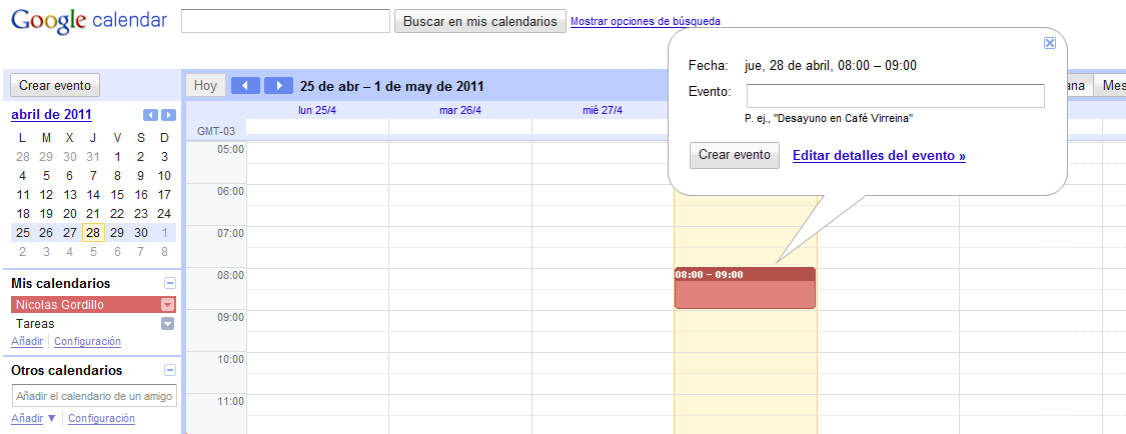 Google calendar Buscar en mis calendarios Mostrar opciones de búsqueda
Crear evento
abril de 2011
L M X J V S D
28 29 30 31 1 2 3
4 5 6 7 8 9 10
11 12 13 14 15 16 17
18 19 20 21 22 23 24
25 26 27 28 29 30 1
2 3 4 5 6 7 8
Mis calendarios
Nicolas Gordillo
Tareas
Añadir Configuración
Otros calendarios
Añadir el calendario de un amigo
Añadir ▼ Configuración
Hoy 25 de abr – 1 de may de 2011 Mes
lun 25/4 mar 26/4 mié 27/4
GMT-03
05:00
06:00
07:00
08:00
09:00
10:00
11:00
08:00 – 09:00
Fecha: jue, 28 de abril, 08:00 – 09:00
Evento:
P. ej., "Desayuno en Café Virreina"
Crear evento Editar detalles del evento »